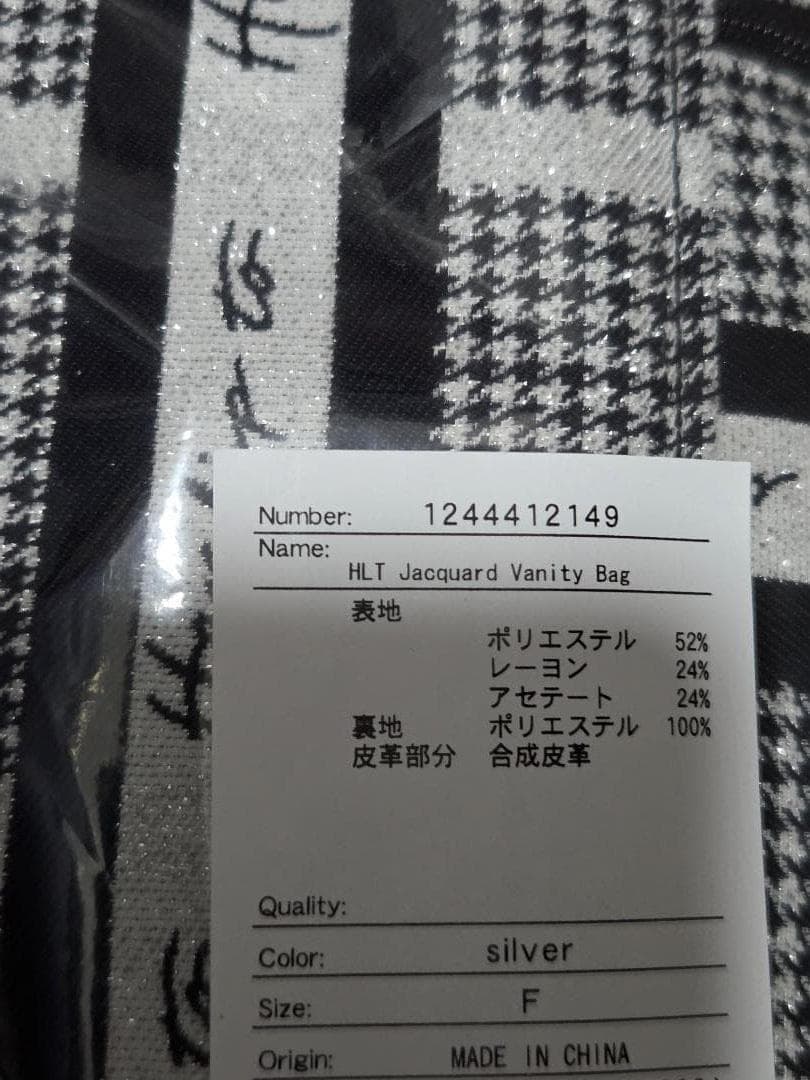 Number: 1244412149
Name:
HLT Jacquard Vanity Bag
表地
ポリエステル 52%
レーヨン 24%
アセテート 24%
裏地 ポリエステル 100%
皮革部分 合成皮革
Quality:
Color: silver
Size: F
Origin: MADE IN CHINA